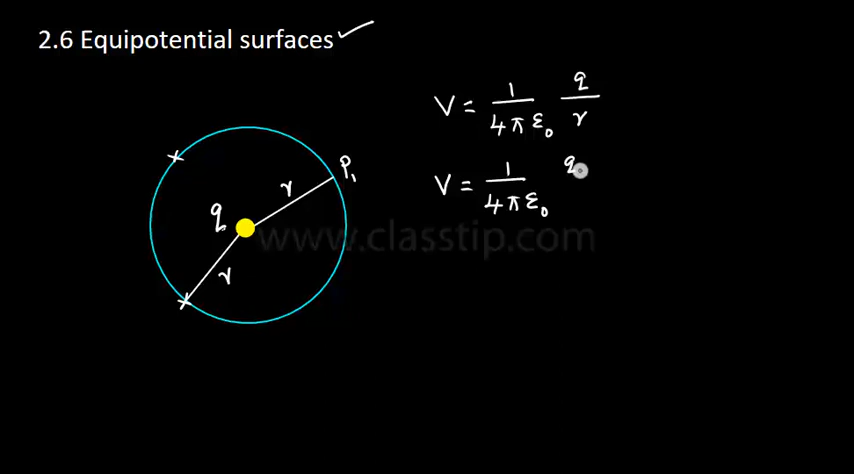 2.6 Equipotential surfaces
V = 1/4πε₀ q/r
P₁
r
V = 1/4πε₀ q
q
www.classtip.com
r